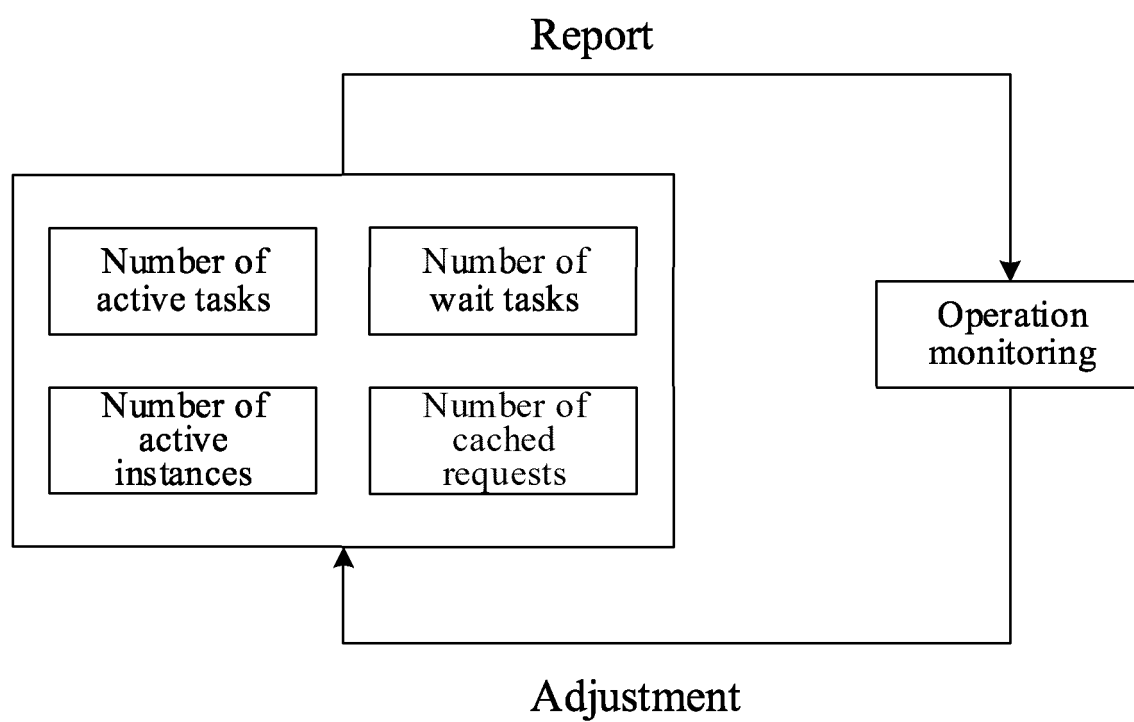 Report
Number of
active tasks
Number of
wait tasks
Operation
monitoring
Number of
active
instances
Number of
cached
requests
Adjustment